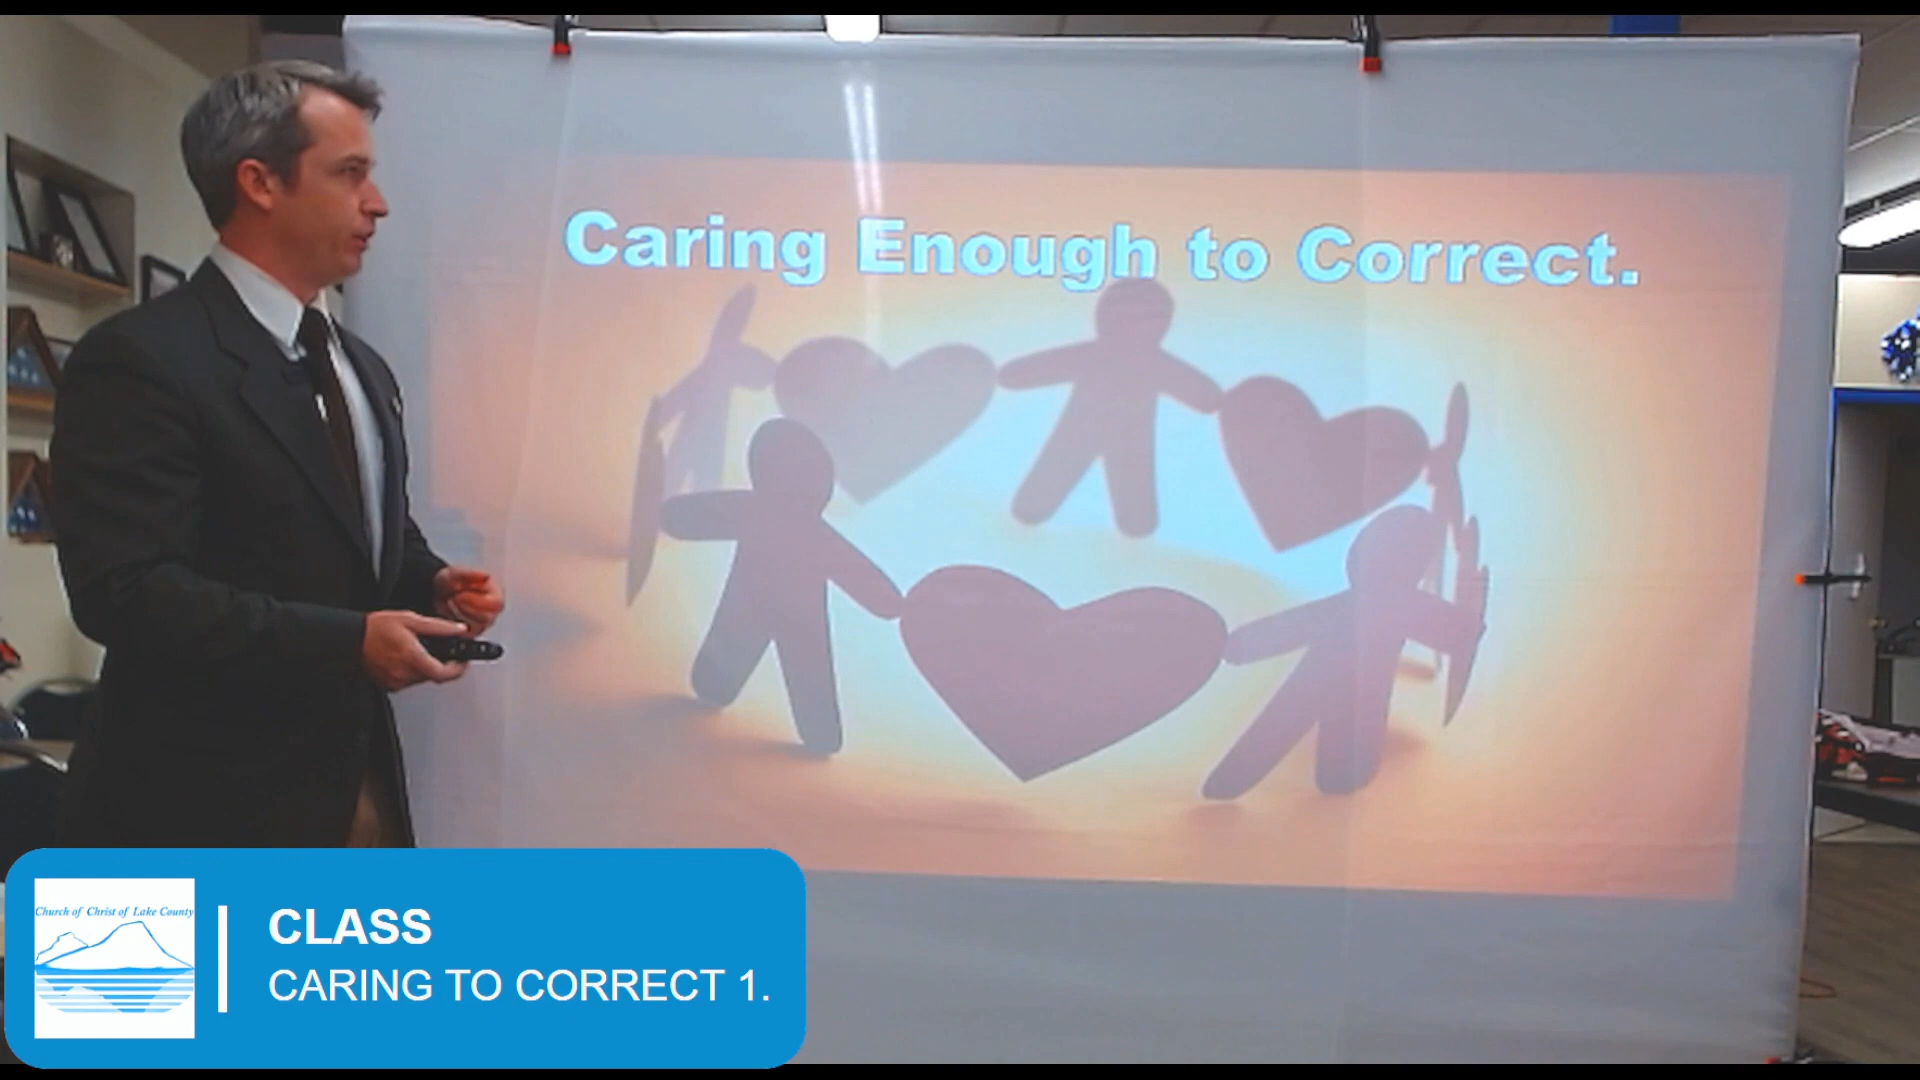 Caring Enough to Correct.
Church of Christ of Lake County
CLASS
CARING TO CORRECT 1.